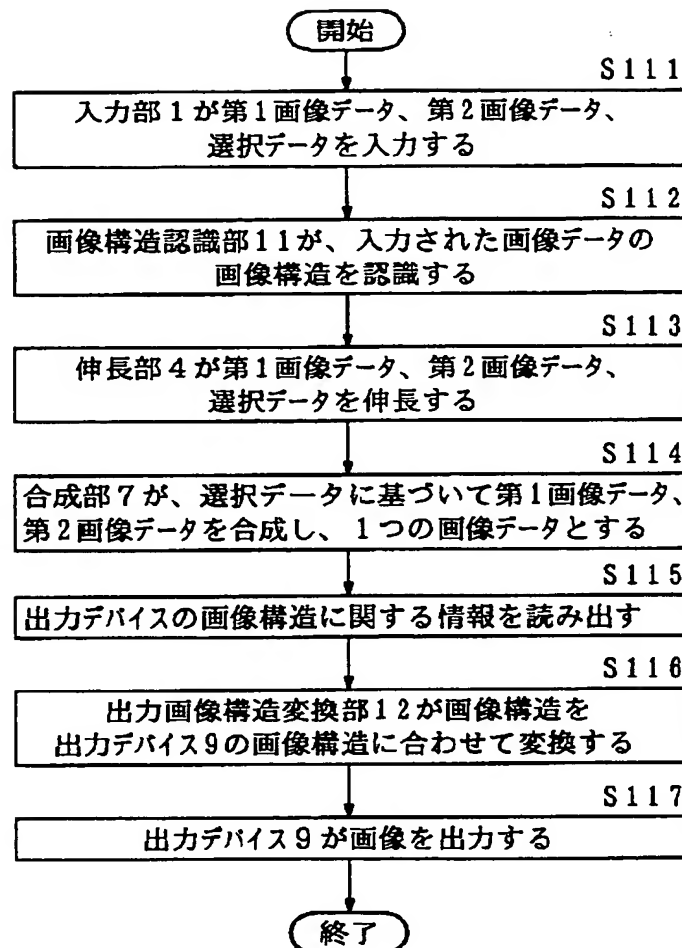 開始
S111
入力部1が第1画像データ、第2画像データ、
選択データを入力する
S112
画像構造認識部11が、入力された画像データの
画像構造を認識する
S113
伸長部4が第1画像データ、第2画像データ、
選択データを伸長する
S114
合成部7が、選択データに基づいて第1画像データ、
第2画像データを合成し、1つの画像データとする
S115
出力デバイスの画像構造に関する情報を読み出す
S116
出力画像構造変換部12が画像構造を
出力デバイス9の画像構造に合わせて変換する
S117
出力デバイス9が画像を出力する
終了